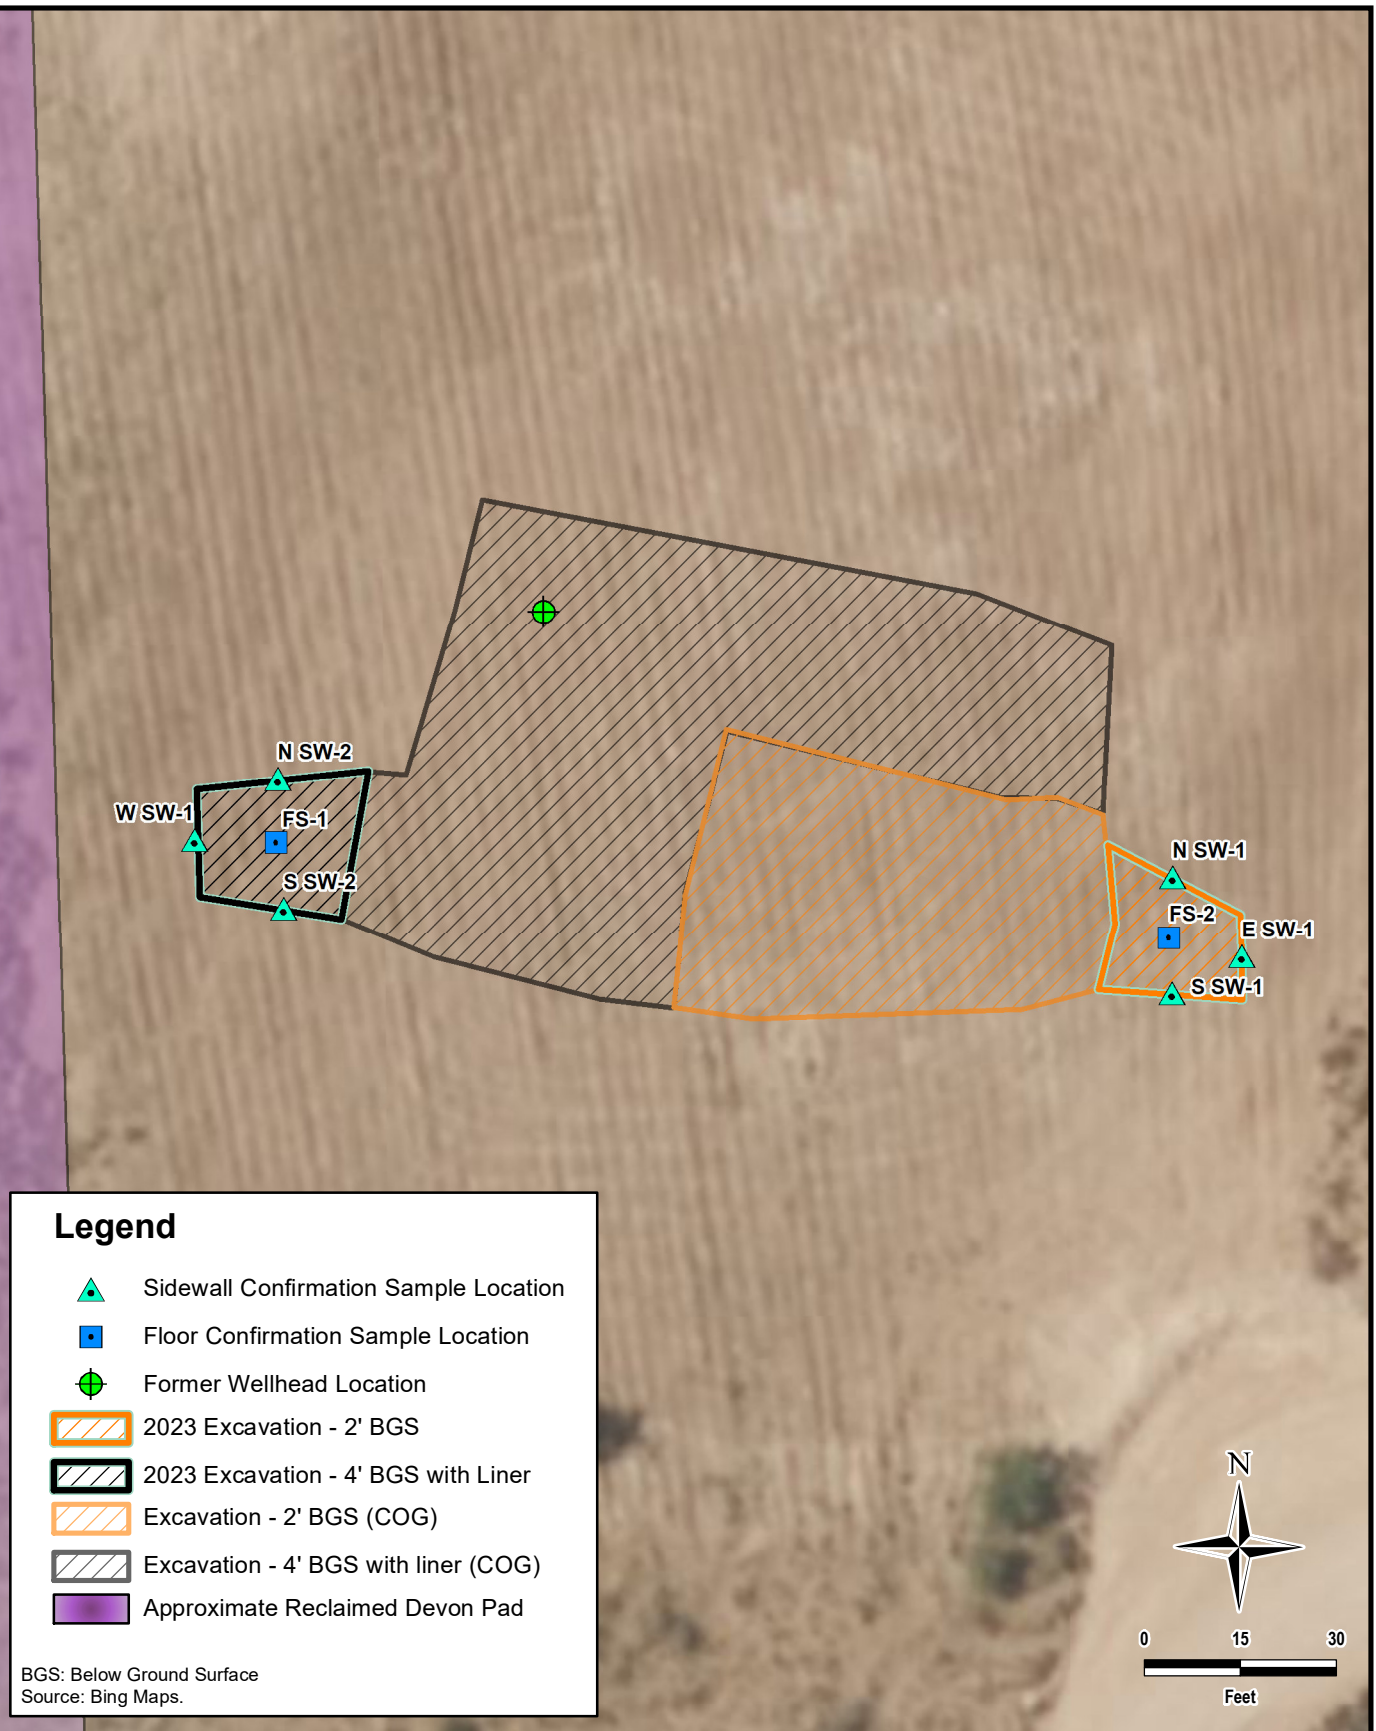 N SW-2
W SW-1
FS-1
S SW-2
N SW-1
FS-2
E SW-1
S SW-1
Legend
Sidewall Confirmation Sample Location
Floor Confirmation Sample Location
Former Wellhead Location
2023 Excavation - 2' BGS
2023 Excavation - 4' BGS with Liner
Excavation - 2' BGS (COG)
Excavation - 4' BGS with liner (COG)
Approximate Reclaimed Devon Pad
BGS: Below Ground Surface
Source: Bing Maps.
N
0 15 30
Feet